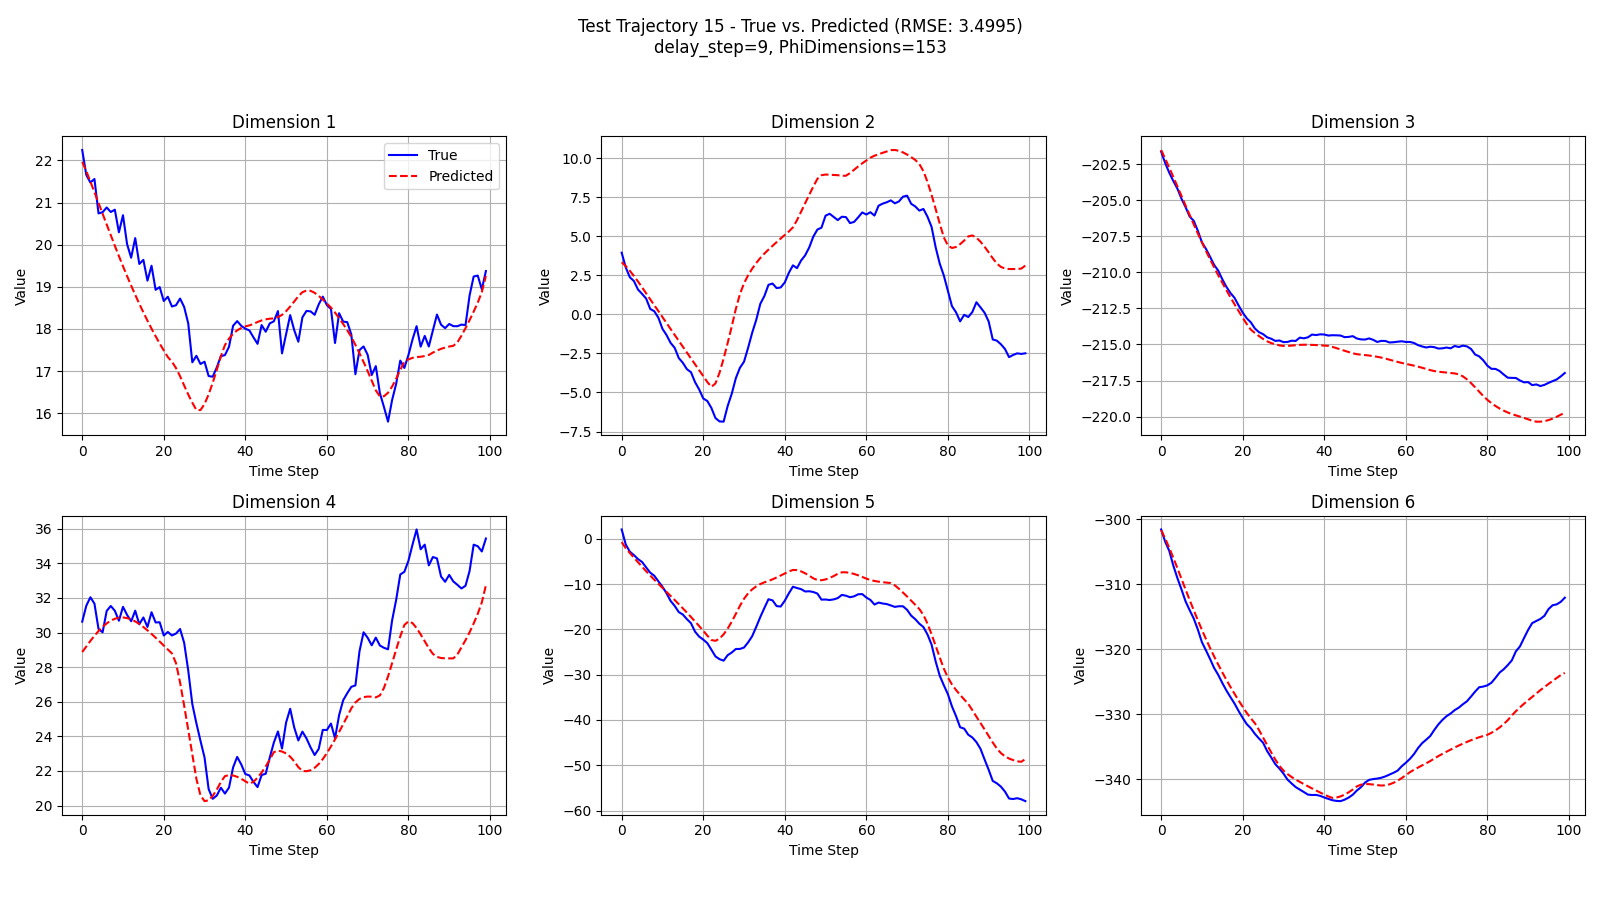 Test Trajectory 15 - True vs. Predicted (RMSE: 3.4995)
delay_step=9, PhiDimensions=153
Dimension 1
True
Predicted
Value
22
21
20
19
18
17
16
0 20 40 60 80 100
Time Step
Dimension 2
Value
10.0
7.5
5.0
2.5
0.0
−2.5
−5.0
−7.5
0 20 40 60 80 100
Time Step
Dimension 3
Value
−202.5
−205.0
−207.5
−210.0
−212.5
−215.0
−217.5
−220.0
0 20 40 60 80 100
Time Step
Dimension 4
Value
36
34
32
30
28
26
24
22
20
0 20 40 60 80 100
Time Step
Dimension 5
Value
0
−10
−20
−30
−40
−50
−60
0 20 40 60 80 100
Time Step
Dimension 6
Value
−300
−310
−320
−330
−340
0 20 40 60 80 100
Time Step